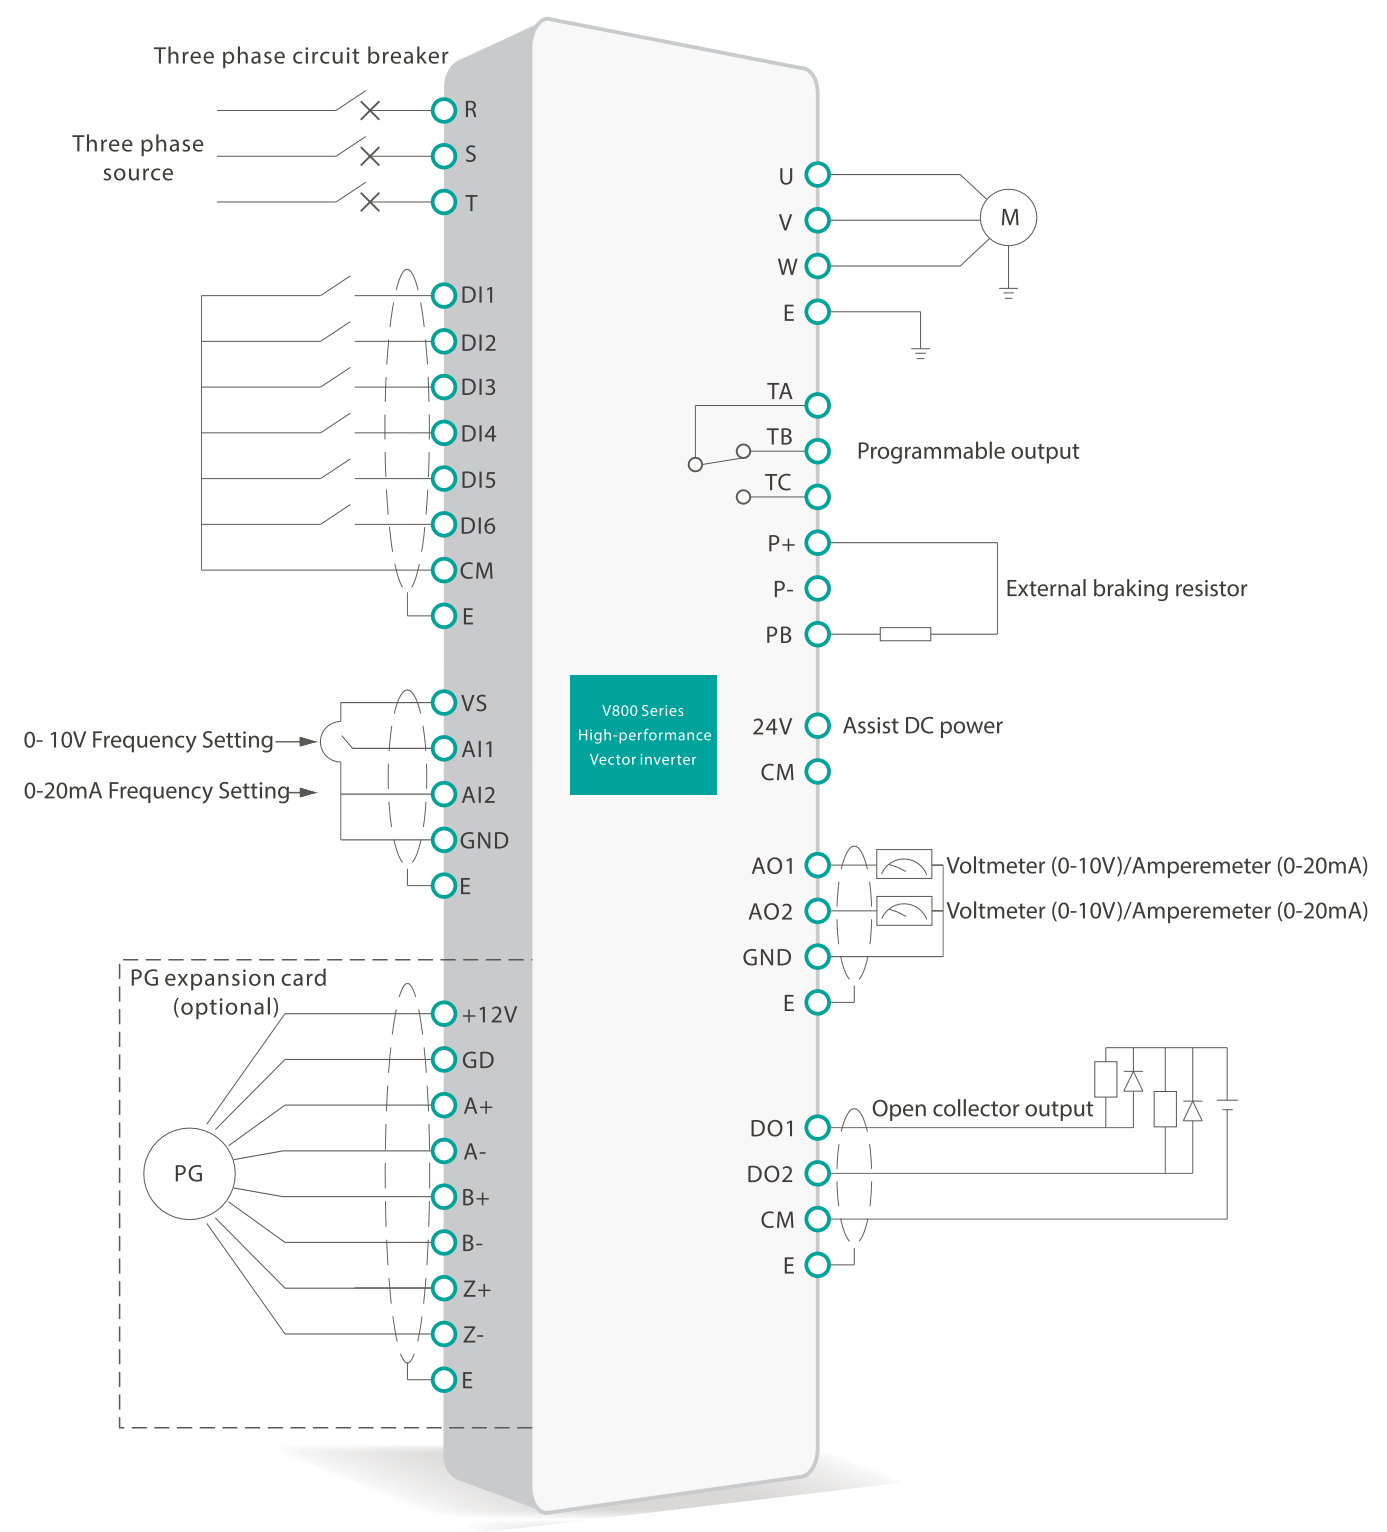 Three phase circuit breaker
R
Three phase
source
S
T
DI1
DI2
DI3
DI4
DI5
DI6
CM
E
VS
0- 10V Frequency Setting
AI1
0-20mA Frequency Setting
AI2
GND
E
PG expansion card
(optional)
+12V
GD
A+
A-
PG
B+
B-
Z+
Z-
E
V800 Series
High-performance
Vector inverter
U
V
M
W
E
TA
TB
Programmable output
TC
P+
P-
External braking resistor
PB
24V
Assist DC power
CM
AO1
Voltmeter (0-10V)/Amperemeter (0-20mA)
AO2
Voltmeter (0-10V)/Amperemeter (0-20mA)
GND
E
Open collector output
DO1
DO2
CM
E